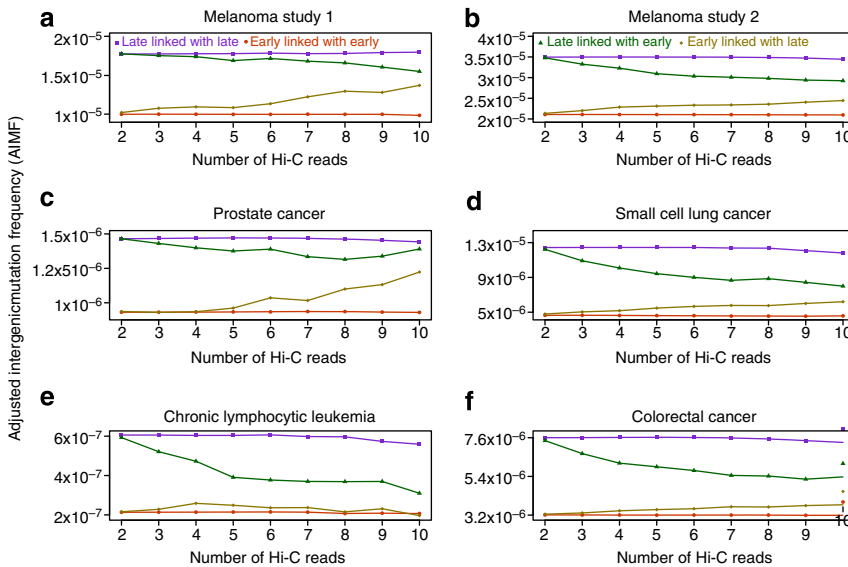 a
Melanoma study 1
2x10⁻⁵
1.5x10⁻⁵
1x10⁻⁵
Late linked with late
Early linked with early
2 3 4 5 6 7 8 9 10
Number of Hi-C reads
b
Melanoma study 2
4x10⁻⁵
3.5x10⁻⁵
3.5x10⁻⁵
2.5x10⁻⁵
2x10⁻⁵
Late linked with early
Early linked with late
2 3 4 5 6 7 8 9 10
Number of Hi-C reads
Adjusted intergenicmutation frequency (AIMF)
c
Prostate cancer
1.5x10⁻⁶
1.2x510⁻⁶
1x10⁻⁶
2 3 4 5 6 7 8 9 10
Number of Hi-C reads
d
Small cell lung cancer
1.3x10⁻⁵
9x10⁻⁶
5x10⁻⁶
2 3 4 5 6 7 8 9 10
Number of Hi-C reads
e
Chronic lymphocytic leukemia
6x10⁻⁷
4x10⁻⁷
2x10⁻⁷
2 3 4 5 6 7 8 9 10
Number of Hi-C reads
f
Colorectal cancer
7.6x10⁻⁶
5.4x10⁻⁶
3.2x10⁻⁶
2 3 4 5 6 7 8 9 10
Number of Hi-C reads